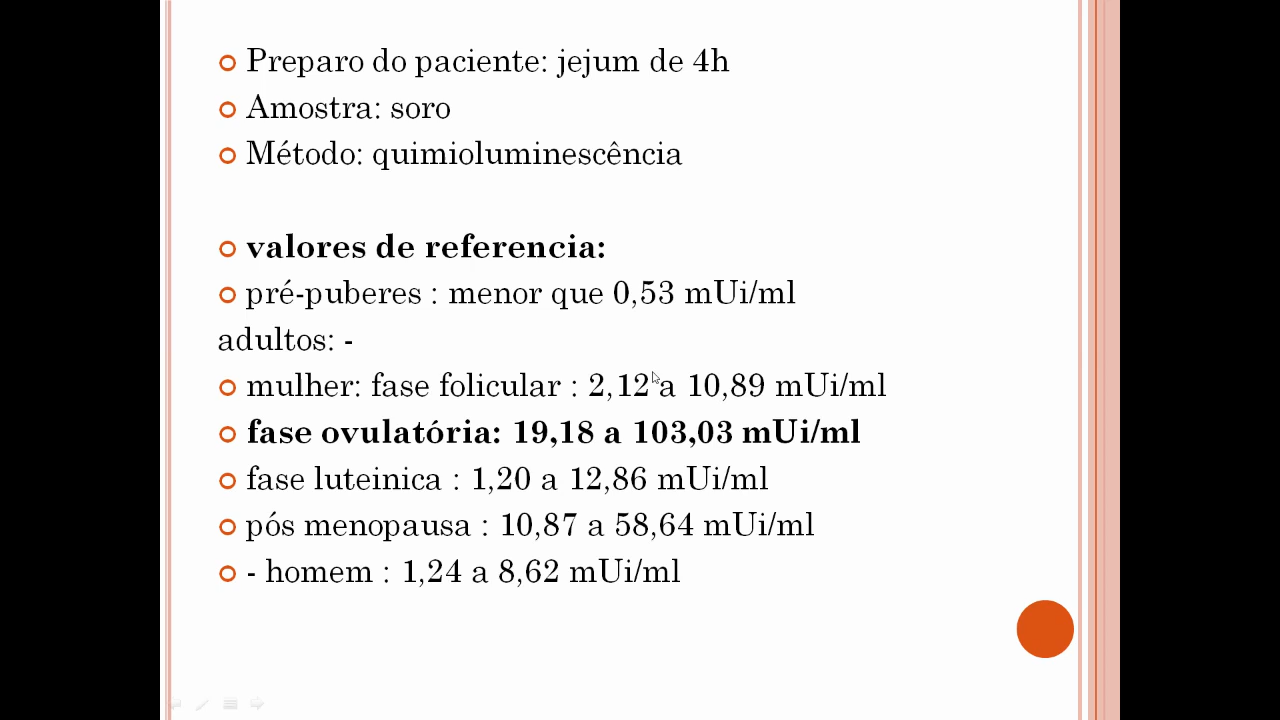 Preparo do paciente: jejum de 4h
Amostra: soro
Método: quimioluminescência
valores de referencia:
pré-puberes : menor que 0,53 mUi/ml
adultos: -
mulher: fase folicular : 2,12 a 10,89 mUi/ml
fase ovulatória: 19,18 a 103,03 mUi/ml
fase luteinica : 1,20 a 12,86 mUi/ml
pós menopausa : 10,87 a 58,64 mUi/ml
- homem : 1,24 a 8,62 mUi/ml